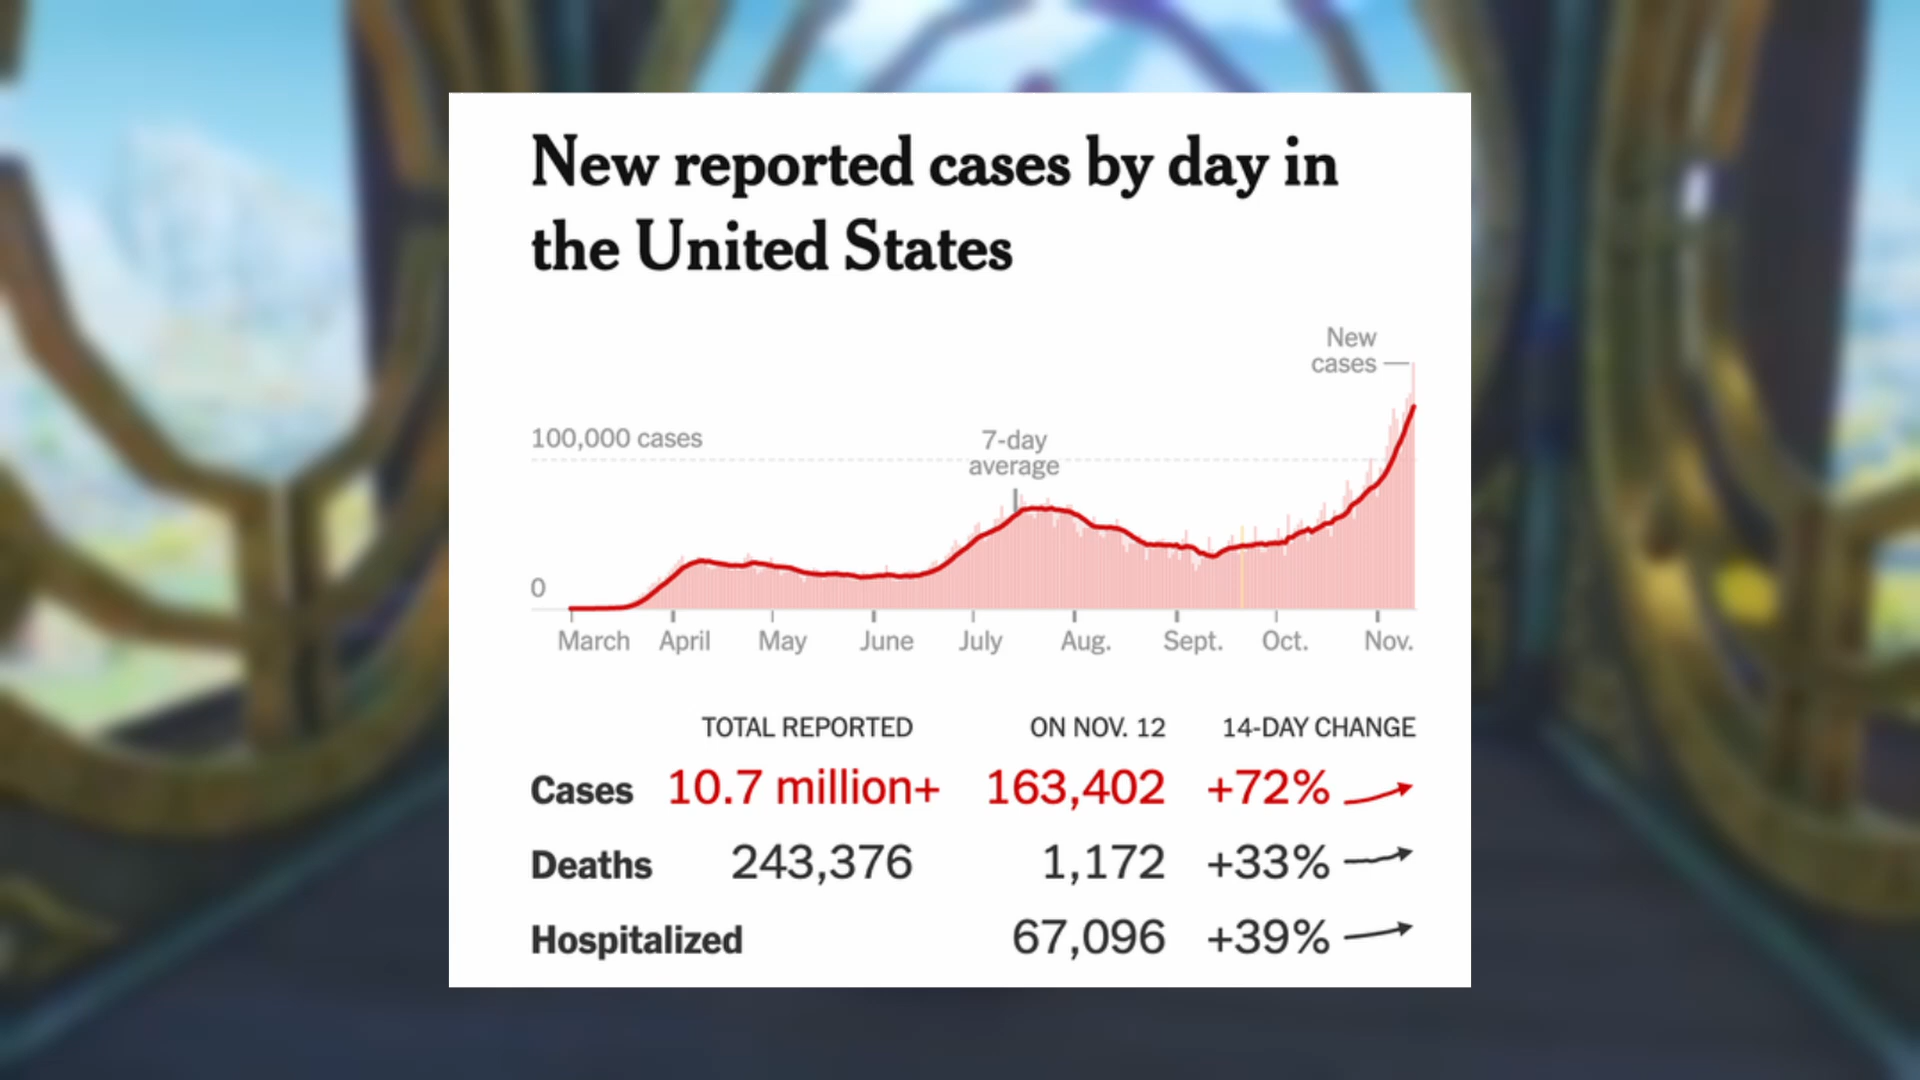 New reported cases by day in
the United States
New
cases
100,000 cases
7-day
average
0
March April May June July Aug. Sept. Oct. Nov.
TOTAL REPORTED ON NOV. 12 14-DAY CHANGE
Cases 10.7 million+ 163,402 +72%
Deaths 243,376 1,172 +33%
Hospitalized 67,096 +39%